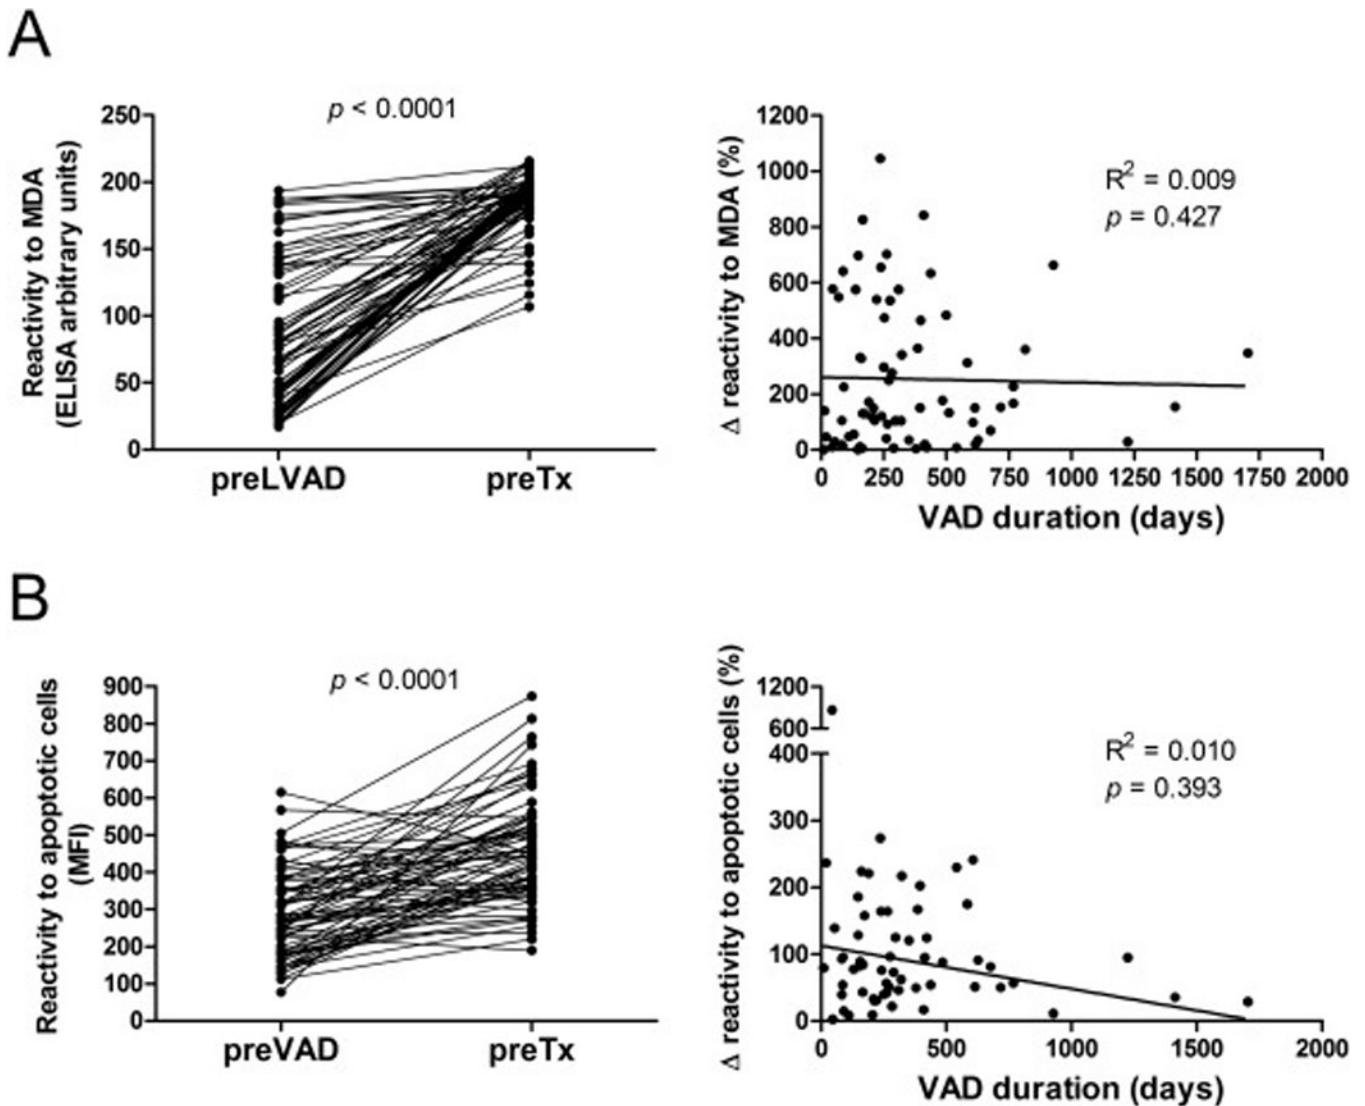 A
p < 0.0001
Reactivity to MDA
(ELISA arbitrary units)
250
200
150
100
50
0
preLVAD preTx
Δ reactivity to MDA (%)
1200
1000
800
600
400
200
0
R² = 0.009
p = 0.427
0 250 500 750 1000 1250 1500 1750 2000
VAD duration (days)
B
p < 0.0001
Reactivity to apoptotic cells
(MFI)
900
800
700
600
500
400
300
200
100
0
preVAD preTx
Δ reactivity to apoptotic cells (%)
1200
600
400
300
200
100
0
R² = 0.010
p = 0.393
0 500 1000 1500 2000
VAD duration (days)